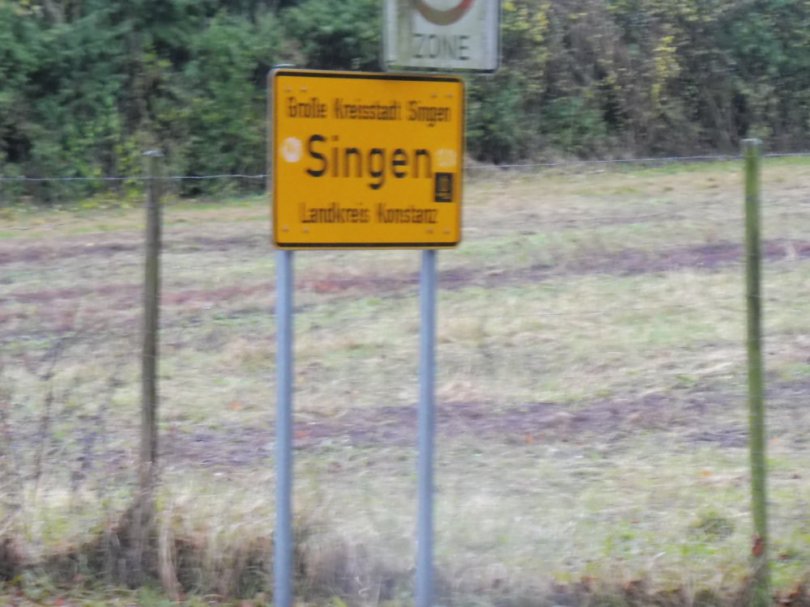 ZONE
Große Kreisstadt Singen
Singen
Landkreis Konstanz